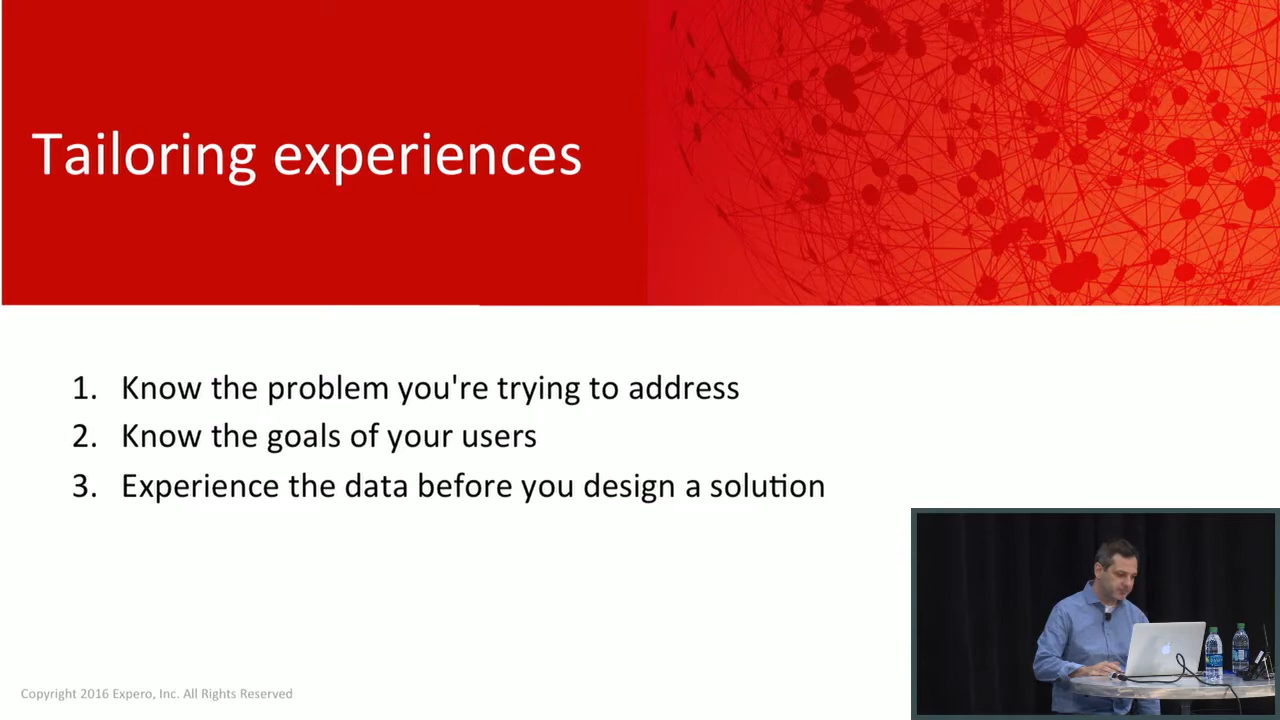 Tailoring experiences
1. Know the problem you're trying to address
2. Know the goals of your users
3. Experience the data before you design a solution
Copyright 2016 Expero, Inc. All Rights Reserved